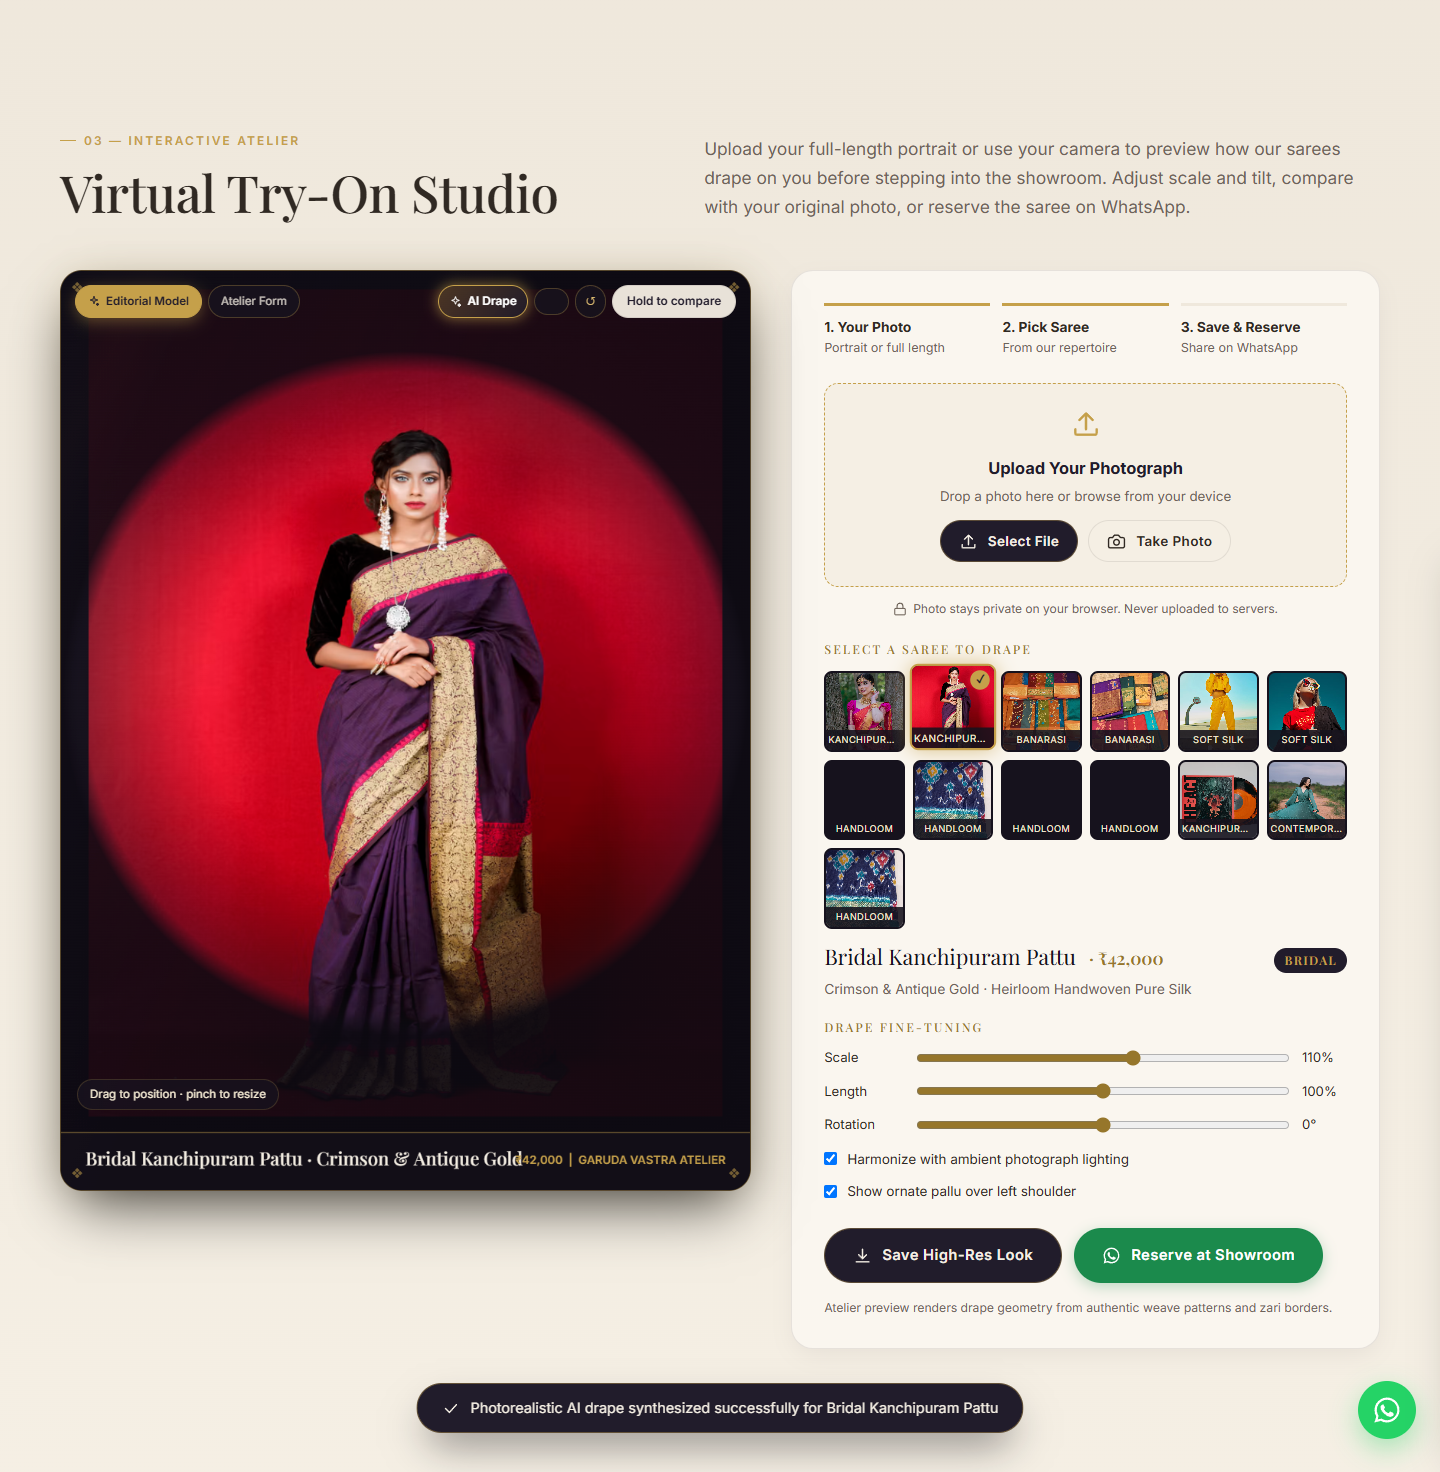 03 — INTERACTIVE ATELIER
Virtual Try-On Studio
Upload your full-length portrait or use your camera to preview how our sarees
drape on you before stepping into the showroom. Adjust scale and tilt, compare
with your original photo, or reserve the saree on WhatsApp.
Editorial Model
Atelier Form
AI Drape
Hold to compare
Drag to position · pinch to resize
Bridal Kanchipuram Pattu · Crimson & Antique Gold
42,000 | GARUDA VASTRA ATELIER
1. Your Photo
Portrait or full length
2. Pick Saree
From our repertoire
3. Save & Reserve
Share on WhatsApp
Upload Your Photograph
Drop a photo here or browse from your device
Select File
Take Photo
Photo stays private on your browser. Never uploaded to servers.
SELECT A SAREE TO DRAPE
KANCHIPUR...
KANCHIPUR...
BANARASI
BANARASI
SOFT SILK
SOFT SILK
HANDLOOM
HANDLOOM
HANDLOOM
HANDLOOM
KANCHIPUR...
CONTEMPOR...
HANDLOOM
Bridal Kanchipuram Pattu · ₹42,000
BRIDAL
Crimson & Antique Gold · Heirloom Handwoven Pure Silk
DRAPE FINE-TUNING
Scale 110%
Length 100%
Rotation 0°
Harmonize with ambient photograph lighting
Show ornate pallu over left shoulder
Save High-Res Look
Reserve at Showroom
Atelier preview renders drape geometry from authentic weave patterns and zari borders.
Photorealistic AI drape synthesized successfully for Bridal Kanchipuram Pattu